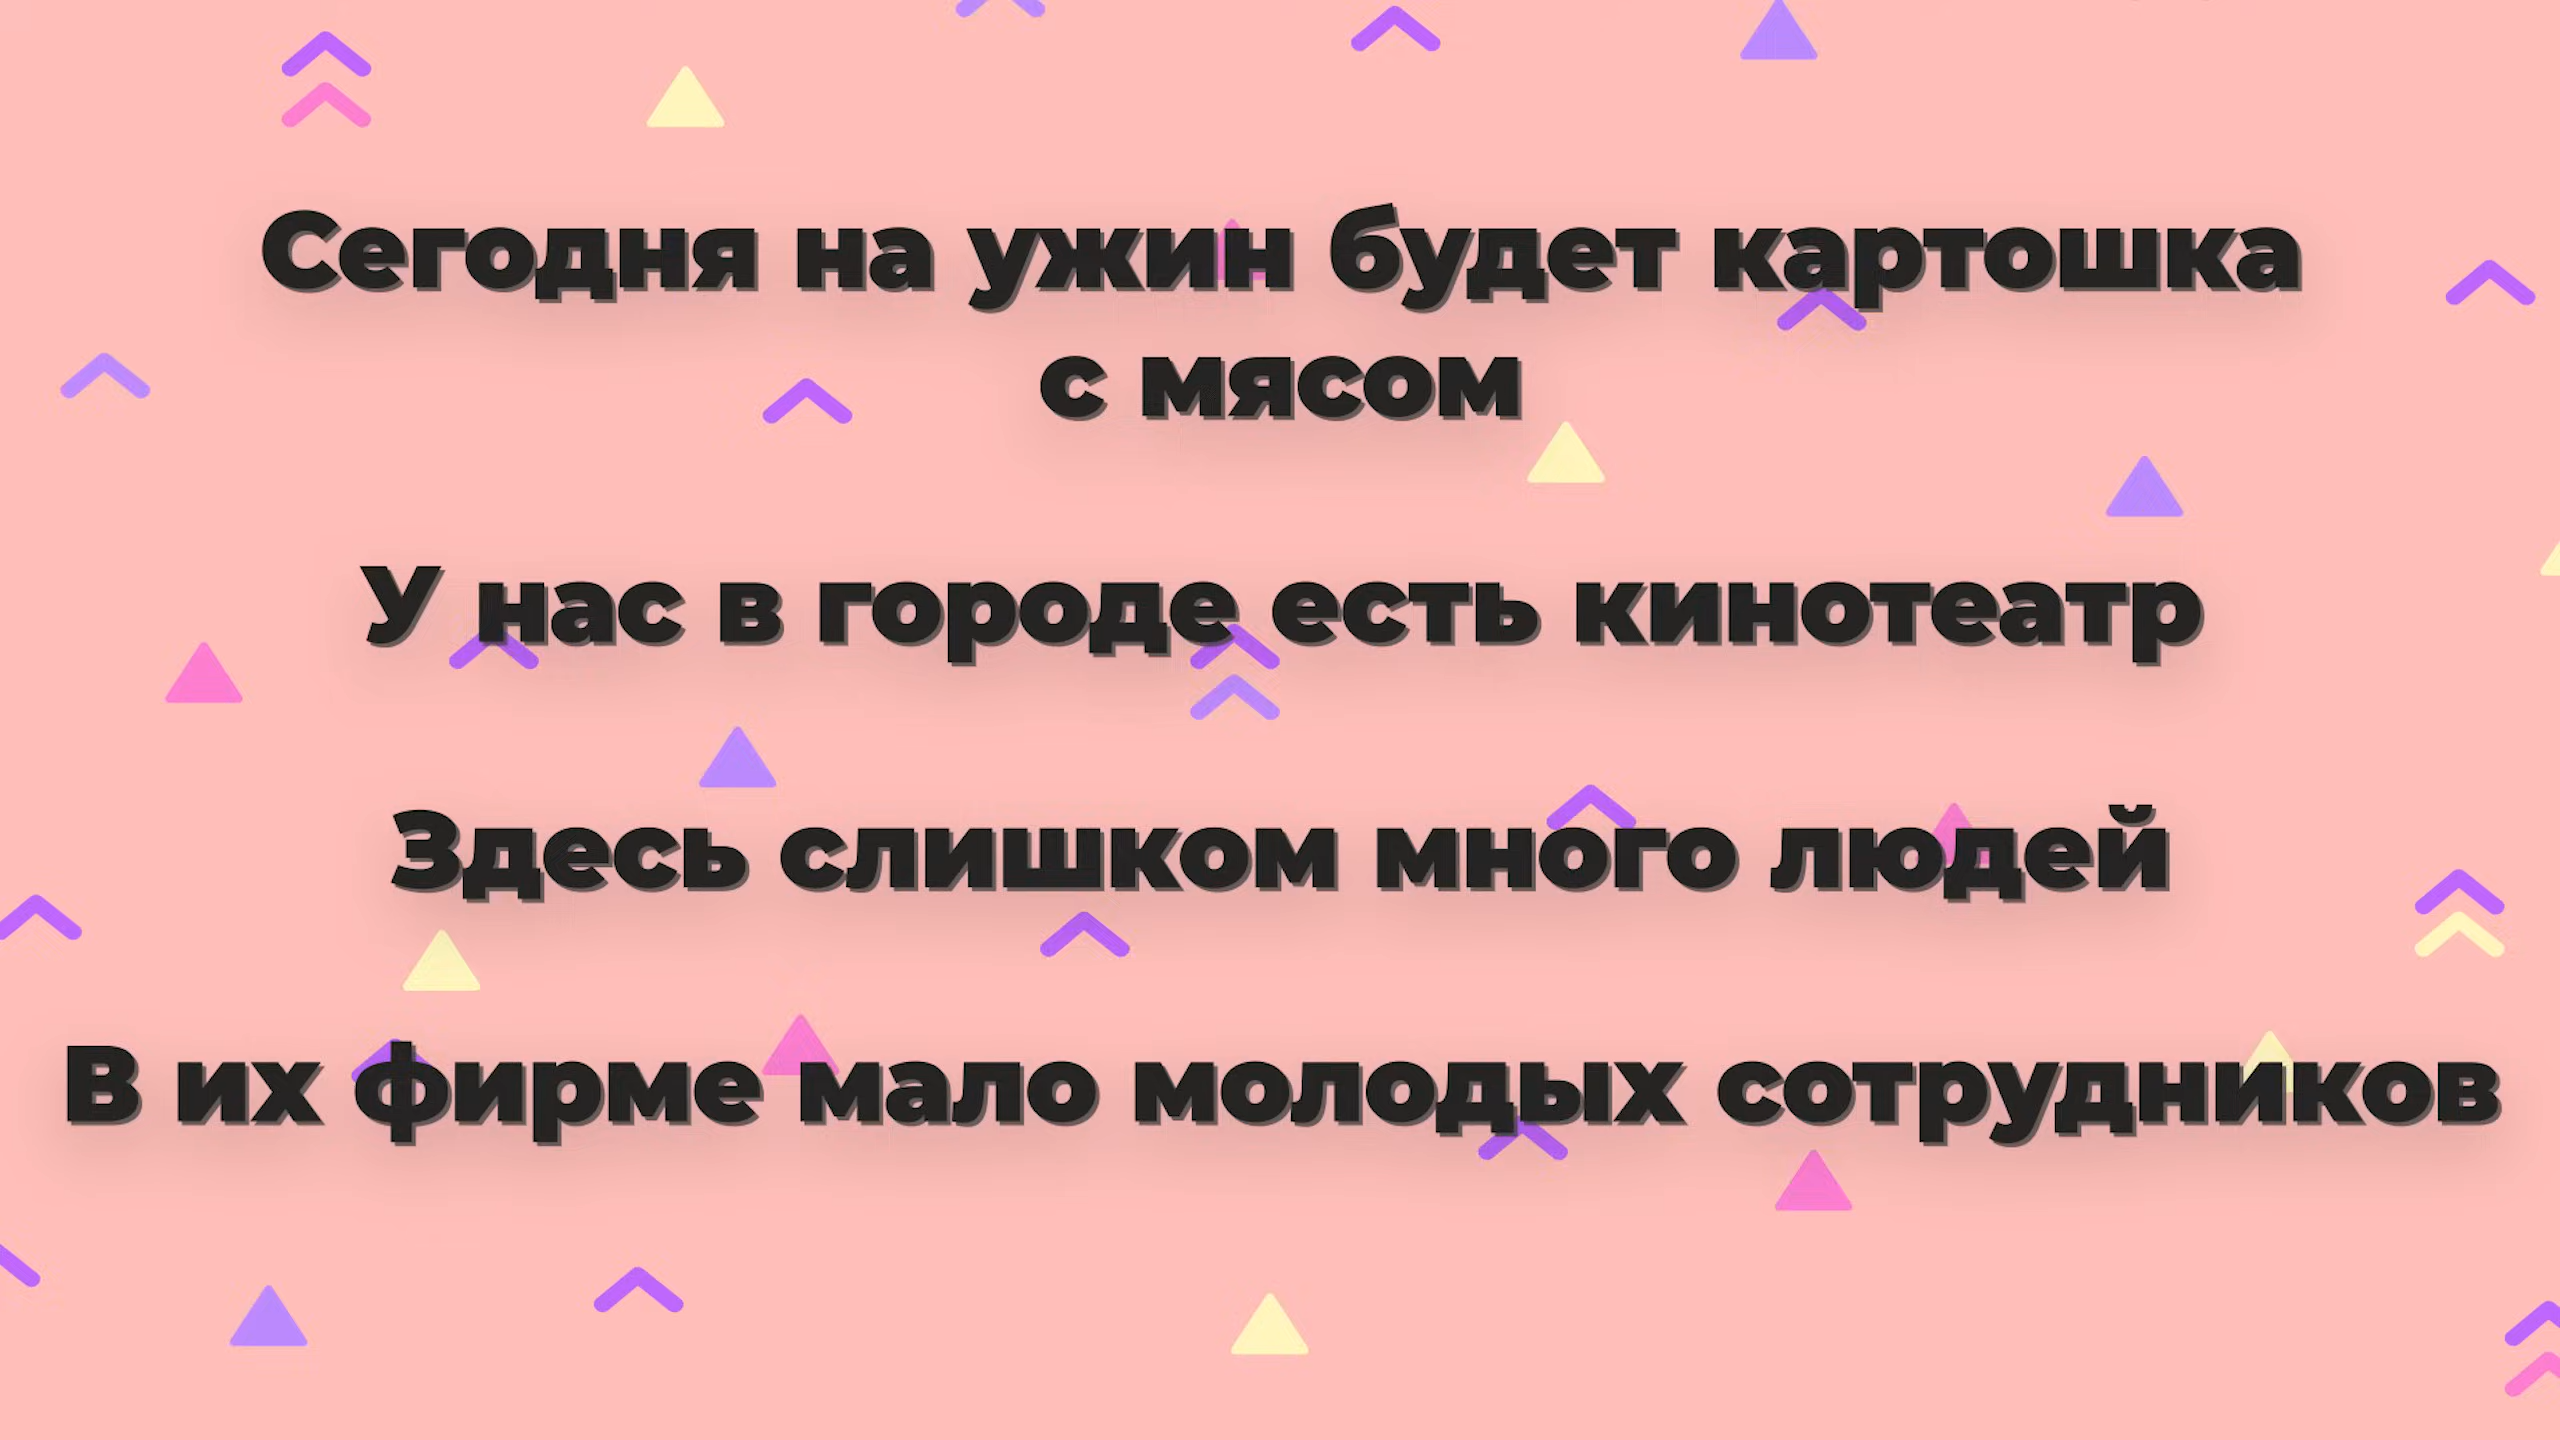 Сегодня на ужин будет картошка
с мясом
У нас в городе есть кинотеатр
Здесь слишком много людей
В их фирме мало молодых сотрудников